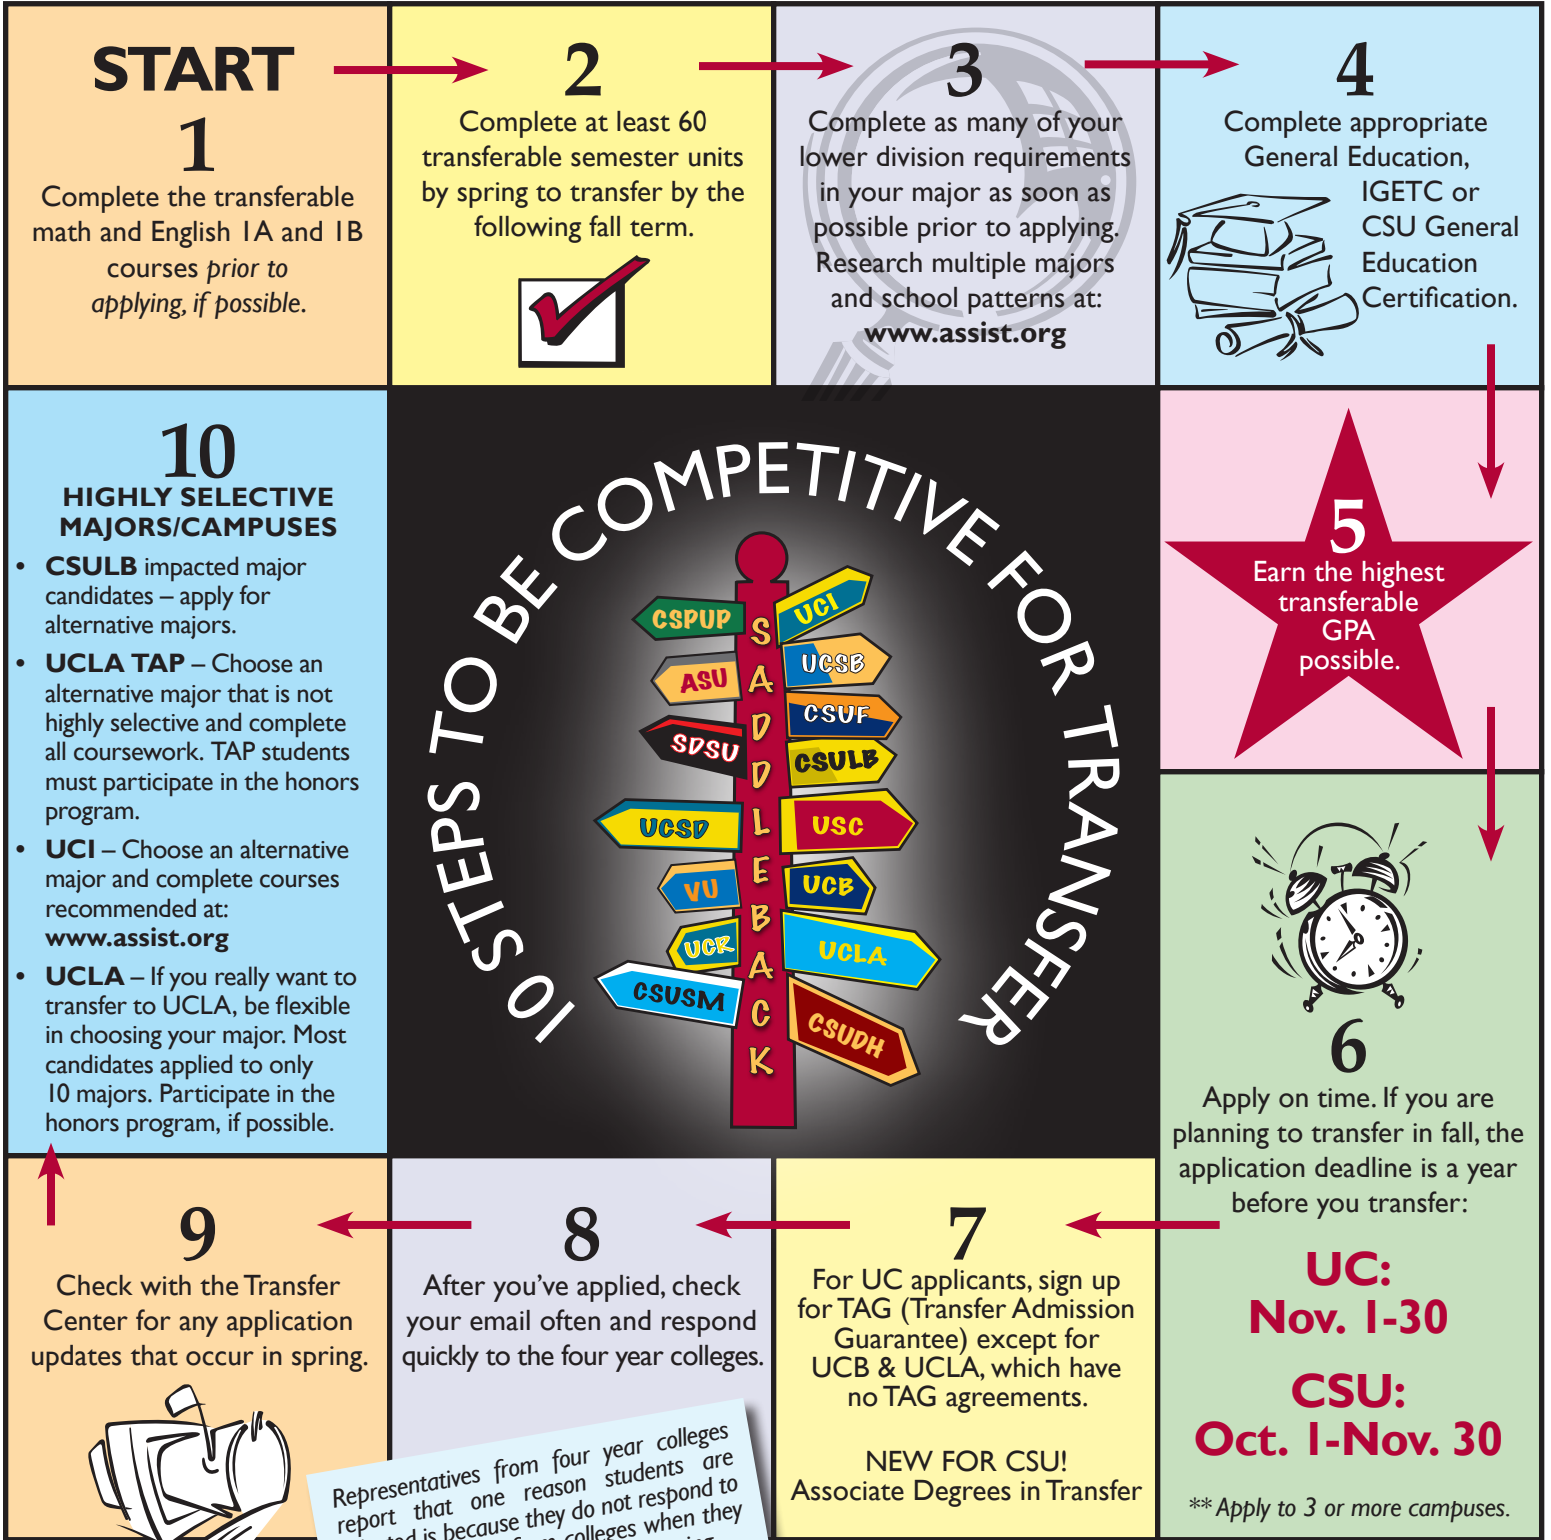 START
1
Complete the transferable
math and English 1A and 1B
courses prior to
applying, if possible.
2
Complete at least 60
transferable semester units
by spring to transfer by the
following fall term.
3
Complete as many of your
lower division requirements
in your major as soon as
possible prior to applying.
Research multiple majors
and school patterns at:
www.assist.org
4
Complete appropriate
General Education,
IGETC or
CSU General
Education
Certification.
5
Earn the highest
transferable
GPA
possible.
6
Apply on time. If you are
planning to transfer in fall, the
application deadline is a year
before you transfer:
UC:
Nov. 1-30
CSU:
Oct. 1-Nov. 30
** Apply to 3 or more campuses.
7
For UC applicants, sign up
for TAG (Transfer Admission
Guarantee) except for
UCB & UCLA, which have
no TAG agreements.
NEW FOR CSU!
Associate Degrees in Transfer
8
After you've applied, check
your email often and respond
quickly to the four year colleges.
Representatives from four year colleges
report that one reason students are
is because they do not respond to
colleges when they
9
Check with the Transfer
Center for any application
updates that occur in spring.
10
HIGHLY SELECTIVE
MAJORS/CAMPUSES
• CSULB impacted major
candidates – apply for
alternative majors.
• UCLA TAP – Choose an
alternative major that is not
highly selective and complete
all coursework. TAP students
must participate in the honors
program.
• UCI – Choose an alternative
major and complete courses
recommended at:
www.assist.org
• UCLA – If you really want to
transfer to UCLA, be flexible
in choosing your major. Most
candidates applied to only
10 majors. Participate in the
honors program, if possible.
10 STEPS TO BE COMPETITIVE FOR TRANSFER
SADDLEBACK
CSPUP
UCI
ASU
UCSB
SDSU
CSUF
CSULB
UCSD
USC
VU
UCB
UCR
UCLA
CSUSM
CSUDH